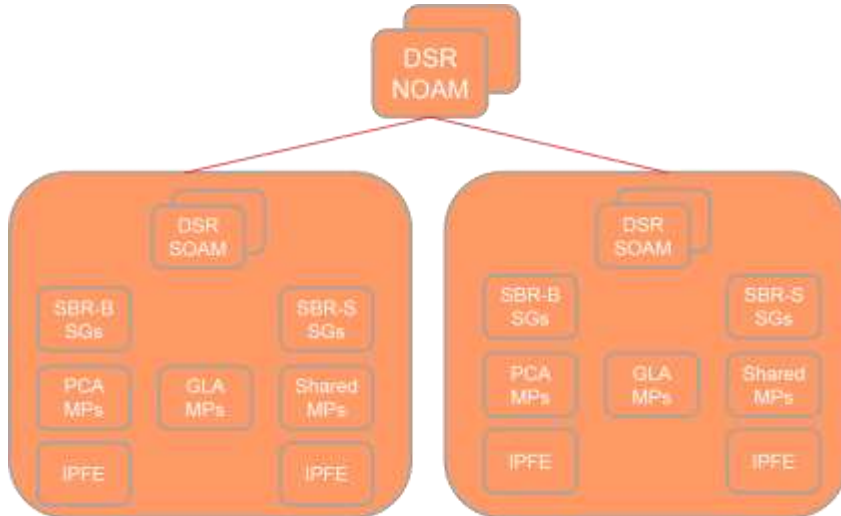 DSR
NOAM
DSR
SOAM
SBR-B
SGs
SBR-S
SGs
PCA
MPs
GLA
MPs
Shared
MPs
IPFE
IPFE
DSR
SOAM
SBR-B
SGs
SBR-S
SGs
PCA
MPs
GLA
MPs
Shared
MPs
IPFE
IPFE